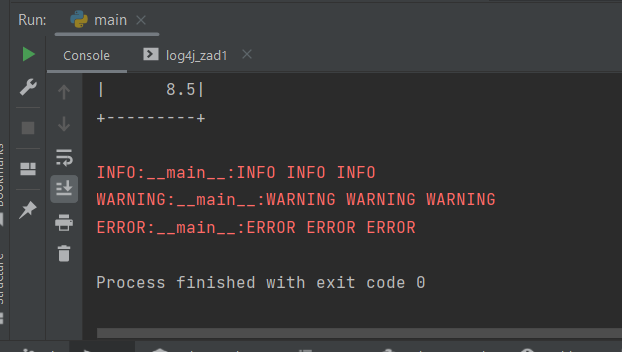 Run: main
Console log4j_zad1
| 8.5|
+---------+
INFO:__main__:INFO INFO INFO
WARNING:__main__:WARNING WARNING WARNING
ERROR:__main__:ERROR ERROR ERROR
Process finished with exit code 0